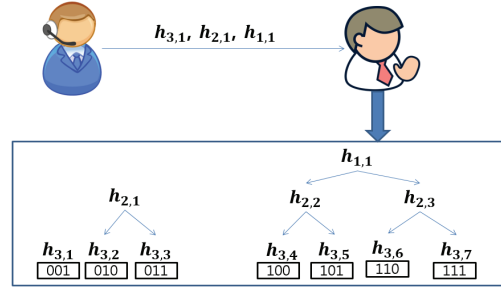 h3,1, h2,1, h1,1
h1,1
h2,1 h2,2 h2,3
h3,1 h3,2 h3,3 h3,4 h3,5 h3,6 h3,7
001 010 011 100 101 110 111